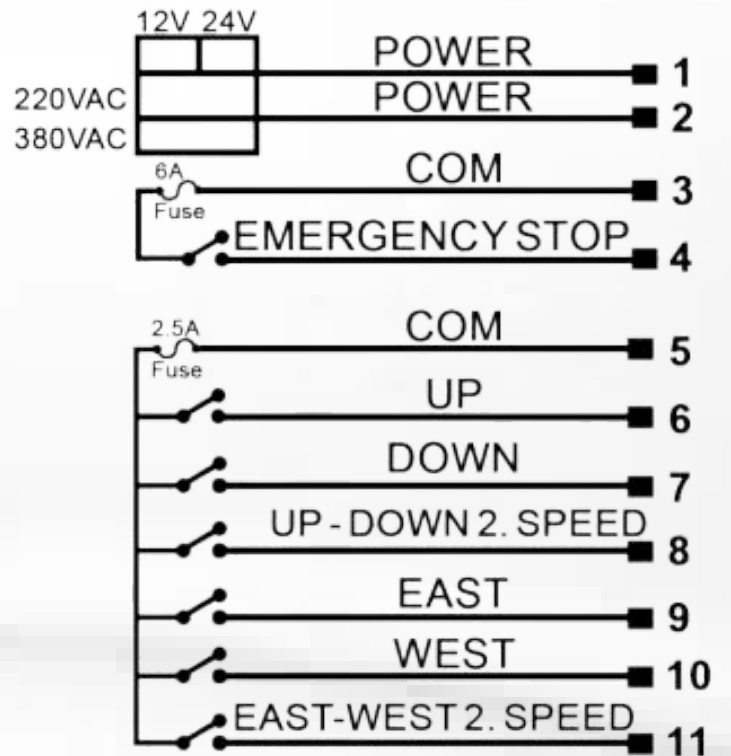 12V 24V
POWER 1
220VAC POWER 2
380VAC
6A COM 3
Fuse
EMERGENCY STOP 4
2.5A COM 5
Fuse
UP 6
DOWN 7
UP - DOWN 2. SPEED 8
EAST 9
WEST 10
EAST-WEST 2. SPEED 11